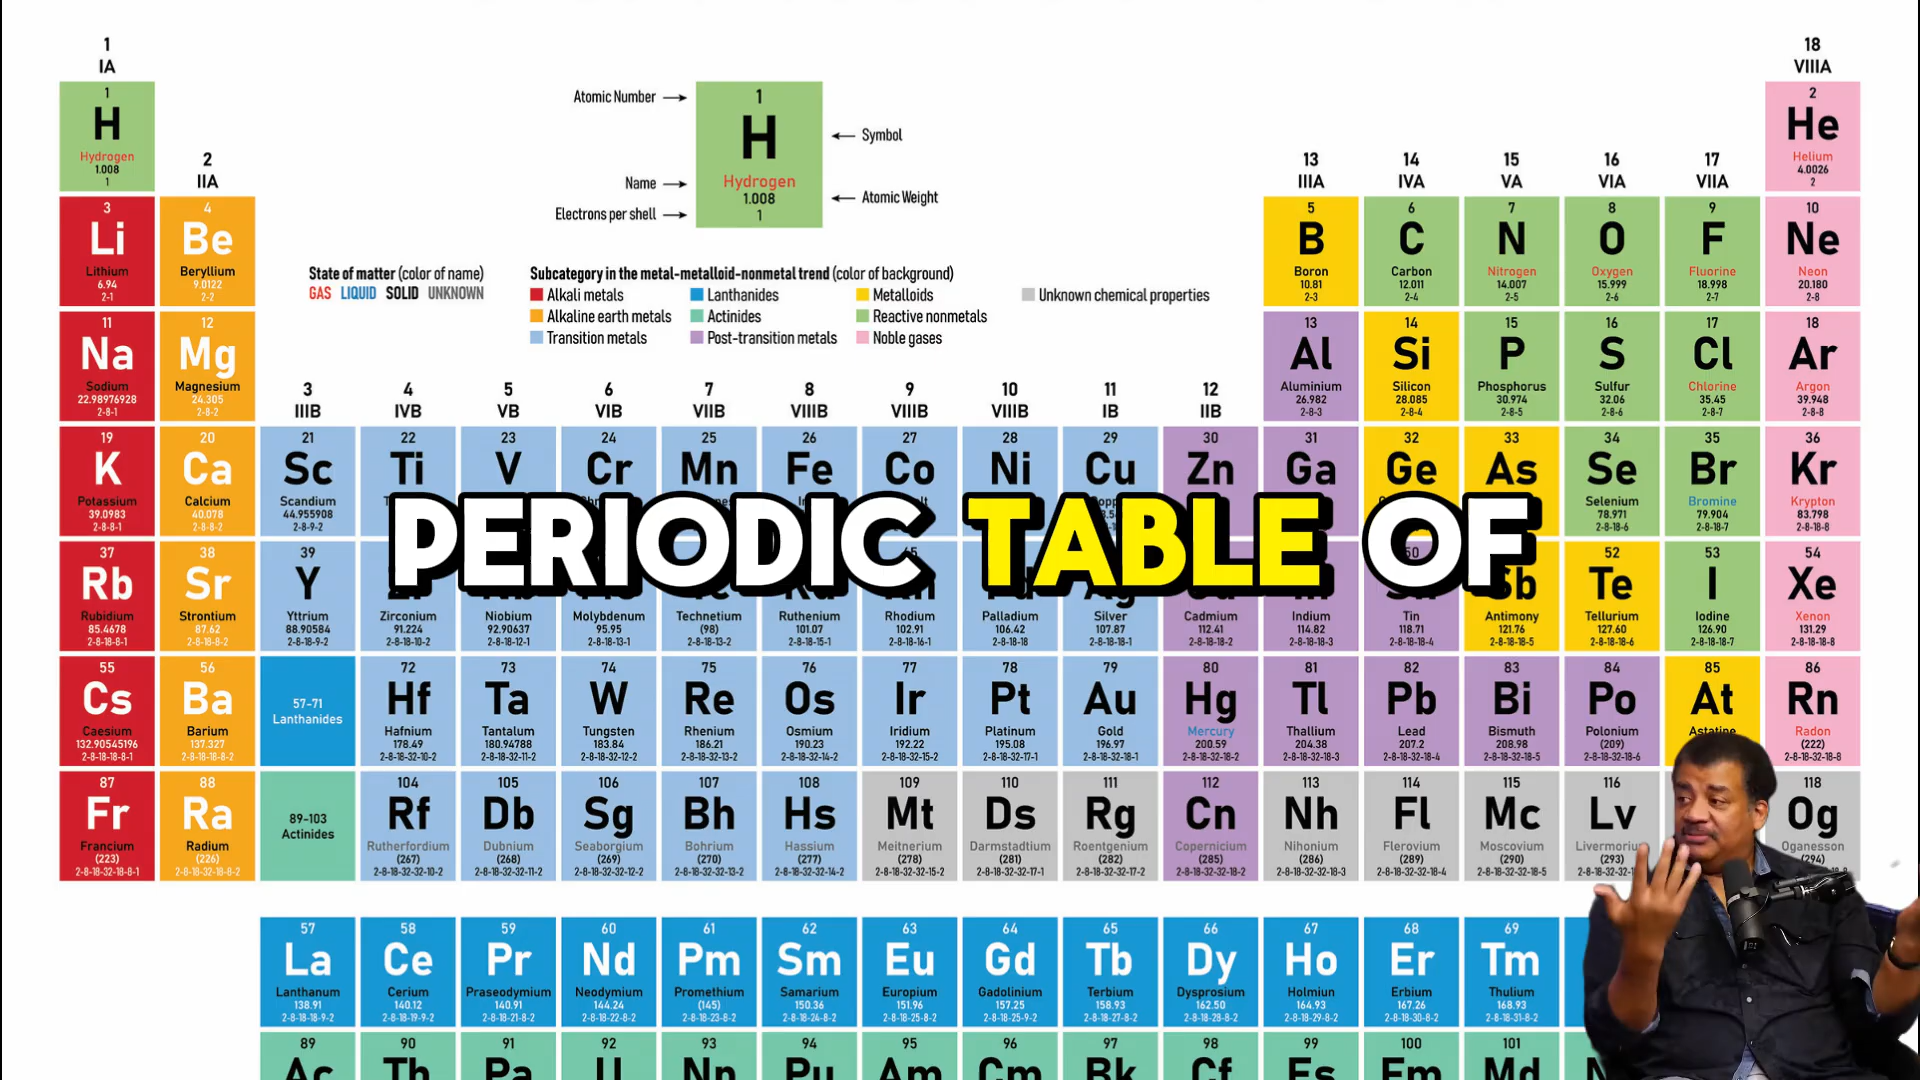 1
IA
18
VIIIA
1
H
Hydrogen
1.008
1
2
He
Helium
4.0026
2
Atomic Number
Name
Electrons per shell
1
H
Hydrogen
1.008
1
Symbol
Atomic Weight
2
IIA
13
IIIA
14
IVA
15
VA
16
VIA
17
VIIA
3
Li
Lithium
6.94
2-1
4
Be
Beryllium
9.0122
2-2
5
B
Boron
10.81
2-3
6
C
Carbon
12.011
2-4
7
N
Nitrogen
14.007
2-5
8
O
Oxygen
15.999
2-6
9
F
Fluorine
18.998
2-7
10
Ne
Neon
20.180
2-8
State of matter (color of name)
GAS LIQUID SOLID UNKNOWN
Subcategory in the metal-metalloid-nonmetal trend (color of background)
Alkali metals
Alkaline earth metals
Transition metals
Lanthanides
Actinides
Post-transition metals
Metalloids
Reactive nonmetals
Noble gases
Unknown chemical properties
11
Na
Sodium
22.98976928
2-8-1
12
Mg
Magnesium
24.305
2-8-2
3
IIIB
4
IVB
5
VB
6
VIB
7
VIIB
8
VIIIB
9
VIIIB
10
VIIIB
11
IB
12
IIB
13
Al
Aluminium
26.982
2-8-3
14
Si
Silicon
28.085
2-8-4
15
P
Phosphorus
30.974
2-8-5
16
S
Sulfur
32.06
2-8-6
17
Cl
Chlorine
35.45
2-8-7
18
Ar
Argon
39.948
2-8-8
19
K
Potassium
39.0983
2-8-8-1
20
Ca
Calcium
40.078
2-8-8-2
21
Sc
Scandium
44.955908
2-8-9-2
22
Ti
23
V
24
Cr
25
Mn
26
Fe
27
Co
28
Ni
29
Cu
30
Zn
31
Ga
32
Ge
33
As
34
Se
Selenium
78.971
2-8-18-6
35
Br
Bromine
79.904
2-8-18-7
36
Kr
Krypton
83.798
2-8-18-8
PERIODIC TABLE OF
37
Rb
Rubidium
85.4678
2-8-18-8-1
38
Sr
Strontium
87.62
2-8-18-8-2
39
Y
Yttrium
88.90584
2-8-18-9-2
Zirconium
91.224
2-8-18-10-2
Niobium
92.90637
2-8-18-12-1
Molybdenum
95.95
2-8-18-13-1
Technetium
(98)
2-8-18-13-2
Ruthenium
101.07
2-8-18-15-1
Rhodium
102.91
2-8-18-16-1
Palladium
106.42
2-8-18-18
Silver
107.87
2-8-18-18-1
Cadmium
112.41
2-8-18-18-2
Indium
114.82
2-8-18-18-3
50
Tin
118.71
2-8-18-18-4
Sb
Antimony
121.76
2-8-18-18-5
52
Te
Tellurium
127.60
2-8-18-18-6
53
I
Iodine
126.90
2-8-18-18-7
54
Xe
Xenon
131.29
2-8-18-18-8
55
Cs
Caesium
132.90545196
2-8-18-18-8-1
56
Ba
Barium
137.327
2-8-18-18-8-2
57-71
Lanthanides
72
Hf
Hafnium
178.49
2-8-18-32-10-2
73
Ta
Tantalum
180.94788
2-8-18-32-11-2
74
W
Tungsten
183.84
2-8-18-32-12-2
75
Re
Rhenium
186.21
2-8-18-32-13-2
76
Os
Osmium
190.23
2-8-18-32-14-2
77
Ir
Iridium
192.22
2-8-18-32-15-2
78
Pt
Platinum
195.08
2-8-18-32-17-1
79
Au
Gold
196.97
2-8-18-32-18-1
80
Hg
Mercury
200.59
2-8-18-32-18-2
81
Tl
Thallium
204.38
2-8-18-32-18-3
82
Pb
Lead
207.2
2-8-18-32-18-4
83
Bi
Bismuth
208.98
2-8-18-32-18-5
84
Po
Polonium
(209)
2-8-18-32-18-6
85
At
Astatine
86
Rn
Radon
(222)
2-8-18-32-18-8
87
Fr
Francium
(223)
2-8-18-32-18-8-1
88
Ra
Radium
(226)
2-8-18-32-18-8-2
89-103
Actinides
104
Rf
Rutherfordium
(267)
2-8-18-32-32-10-2
105
Db
Dubnium
(268)
2-8-18-32-32-11-2
106
Sg
Seaborgium
(269)
2-8-18-32-32-12-2
107
Bh
Bohrium
(270)
2-8-18-32-32-13-2
108
Hs
Hassium
(277)
2-8-18-32-32-14-2
109
Mt
Meitnerium
(278)
2-8-18-32-32-15-2
110
Ds
Darmstadtium
(281)
2-8-18-32-32-17-1
111
Rg
Roentgenium
(282)
2-8-18-32-32-17-2
112
Cn
Copernicium
(285)
2-8-18-32-32-18-2
113
Nh
Nihonium
(286)
2-8-18-32-32-18-3
114
Fl
Flerovium
(289)
2-8-18-32-32-18-4
115
Mc
Moscovium
(290)
2-8-18-32-32-18-5
116
Lv
(293)
118
Og
Oganesson
(294)
57
La
Lanthanum
138.91
2-8-18-18-9-2
58
Ce
Cerium
140.12
2-8-18-19-9-2
59
Pr
Praseodymium
140.91
2-8-18-21-8-2
60
Nd
Neodymium
144.24
2-8-18-22-8-2
61
Pm
Promethium
(145)
2-8-18-23-8-2
62
Sm
Samarium
150.36
2-8-18-24-8-2
63
Eu
Europium
151.96
2-8-18-25-8-2
64
Gd
Gadolinium
157.25
2-8-18-25-9-2
65
Tb
Terbium
158.93
2-8-18-27-8-2
66
Dy
Dysprosium
162.50
2-8-18-28-8-2
67
Ho
Holmiun
164.93
2-8-18-29-8-2
68
Er
Erbium
167.26
2-8-18-30-8-2
69
Tm
Thulium
168.93
2-8-18-31-8-2
89
Ac
90
Th
91
Pa
92
U
93
Np
94
Pu
95
Am
96
Cm
97
Bk
98
Cf
99
Es
100
Fm
101
Md